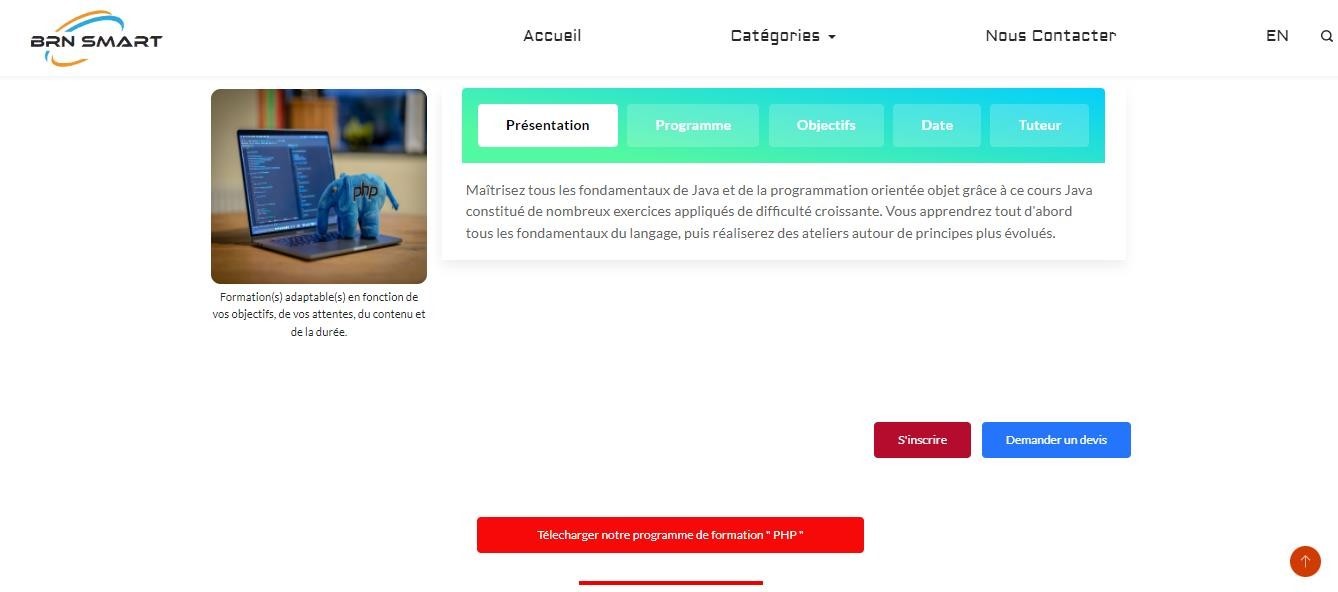 BRN SMART
Accueil
Catégories
Nous Contacter
EN
php
Formation(s) adaptable(s) en fonction de
vos objectifs, de vos attentes, du contenu et
de la durée.
Présentation
Programme
Objectifs
Date
Tuteur
Maîtrisez tous les fondamentaux de Java et de la programmation orientée objet grâce à ce cours Java
constitué de nombreux exercices appliqués de difficulté croissante. Vous apprendrez tout d'abord
tous les fondamentaux du langage, puis réaliserez des ateliers autour de principes plus évolués.
S'inscrire
Demander un devis
Télecharger notre programme de formation " PHP "